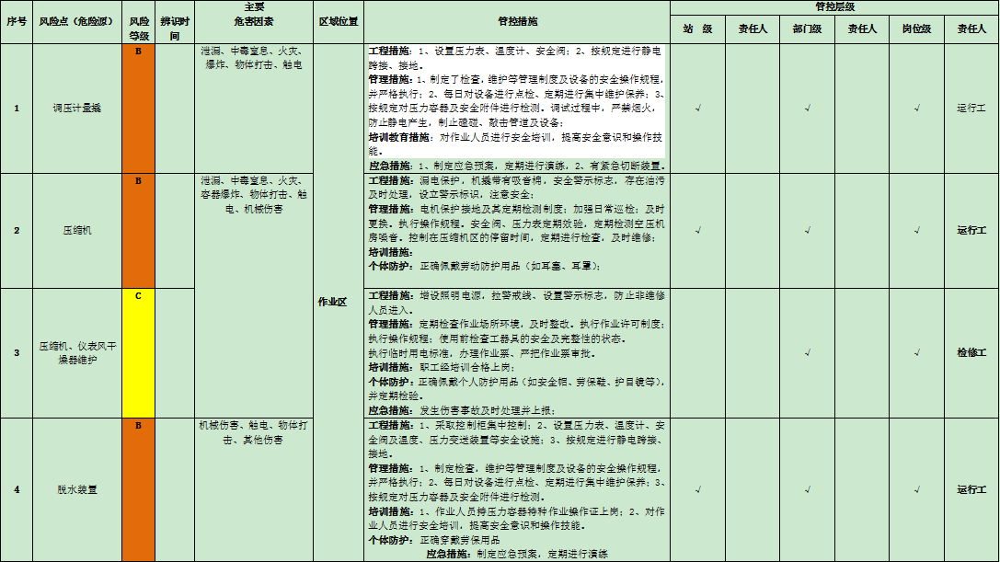 序号
风险点（危险源）
风险
等级
辨识时
间
主要
危害因素
区域位置
管控措施
管控层级
站 级
责任人
部门级
责任人
岗位级
责任人
1
调压计量撬
B
泄漏、中毒窒息、火灾、
爆炸、物体打击、触电
工程措施：1、设置压力表、温度计、安全阀；2、按规定进行静电
跨接、接地。
管理措施：1、制定了检查，维护等管理制度及设备的安全操作规程，
并严格执行；2、每日对设备进行点检、定期进行集中维护保养；3、
按规定对压力容器及安全附件进行检测。调试过程中，严禁烟火，
防止静电产生，制止磕碰、敲击管道及设备；
培训教育措施：对作业人员进行安全培训，提高安全意识和操作技
能。
应急措施：1、制定应急预案，定期进行演练，2、有紧急切断装置。
√
√
√
运行工
2
压缩机
B
泄漏、中毒窒息、火灾、
容器爆炸、物体打击、触
电、机械伤害
工程措施：漏电保护，机撬带有吸音棉，安全警示标志，存在油污
及时处理，设立警示标识，注意安全；
管理措施：电机保护接地及其定期检测制度；加强日常巡检；及时
更换。执行操作规程。安全阀、压力表定期效验，定期检测空压机
房噪音。控制在压缩机区的停留时间，定期进行检查，及时维修；
培训措施：
个体防护：正确佩戴劳动防护用品（如耳塞、耳罩）；
√
√
√
运行工
作业区
3
压缩机、仪表风干
燥器维护
C
工程措施：增设照明电源，拉警戒线、设置警示标志，防止非维修
人员进入。
管理措施：定期检查作业场所环境，及时整改。执行作业许可制度；
执行操作规程；使用前检查工器具的安全及完整性的状态。
执行临时用电标准，办理作业票、严把作业票审批。
培训措施：职工经培训合格上岗；
个体防护：正确佩戴个人防护用品（如安全帽、劳保鞋、护目镜等），
并定期检验。
应急措施：发生伤害事故及时处理并上报；
√
√
检修工
4
脱水装置
B
机械伤害、触电、物体打
击、其他伤害
工程措施：1、采取控制柜集中控制；2、设置压力表、温度计、安
全阀及温度、压力变送装置等安全设施；3、按规定进行静电跨接、
接地。
管理措施：1、制定检查，维护等管理制度及设备的安全操作规程，
并严格执行；2、每日对设备进行点检、定期进行集中维护保养；3、
按规定对压力容器及安全附件进行检测。
培训措施：1、作业人员持压力容器特种作业操作证上岗；2、对作
业人员进行安全培训，提高安全意识和操作技能。
个体防护：正确穿戴劳保用品
应急措施：制定应急预案，定期进行演练
√
√
√
运行工